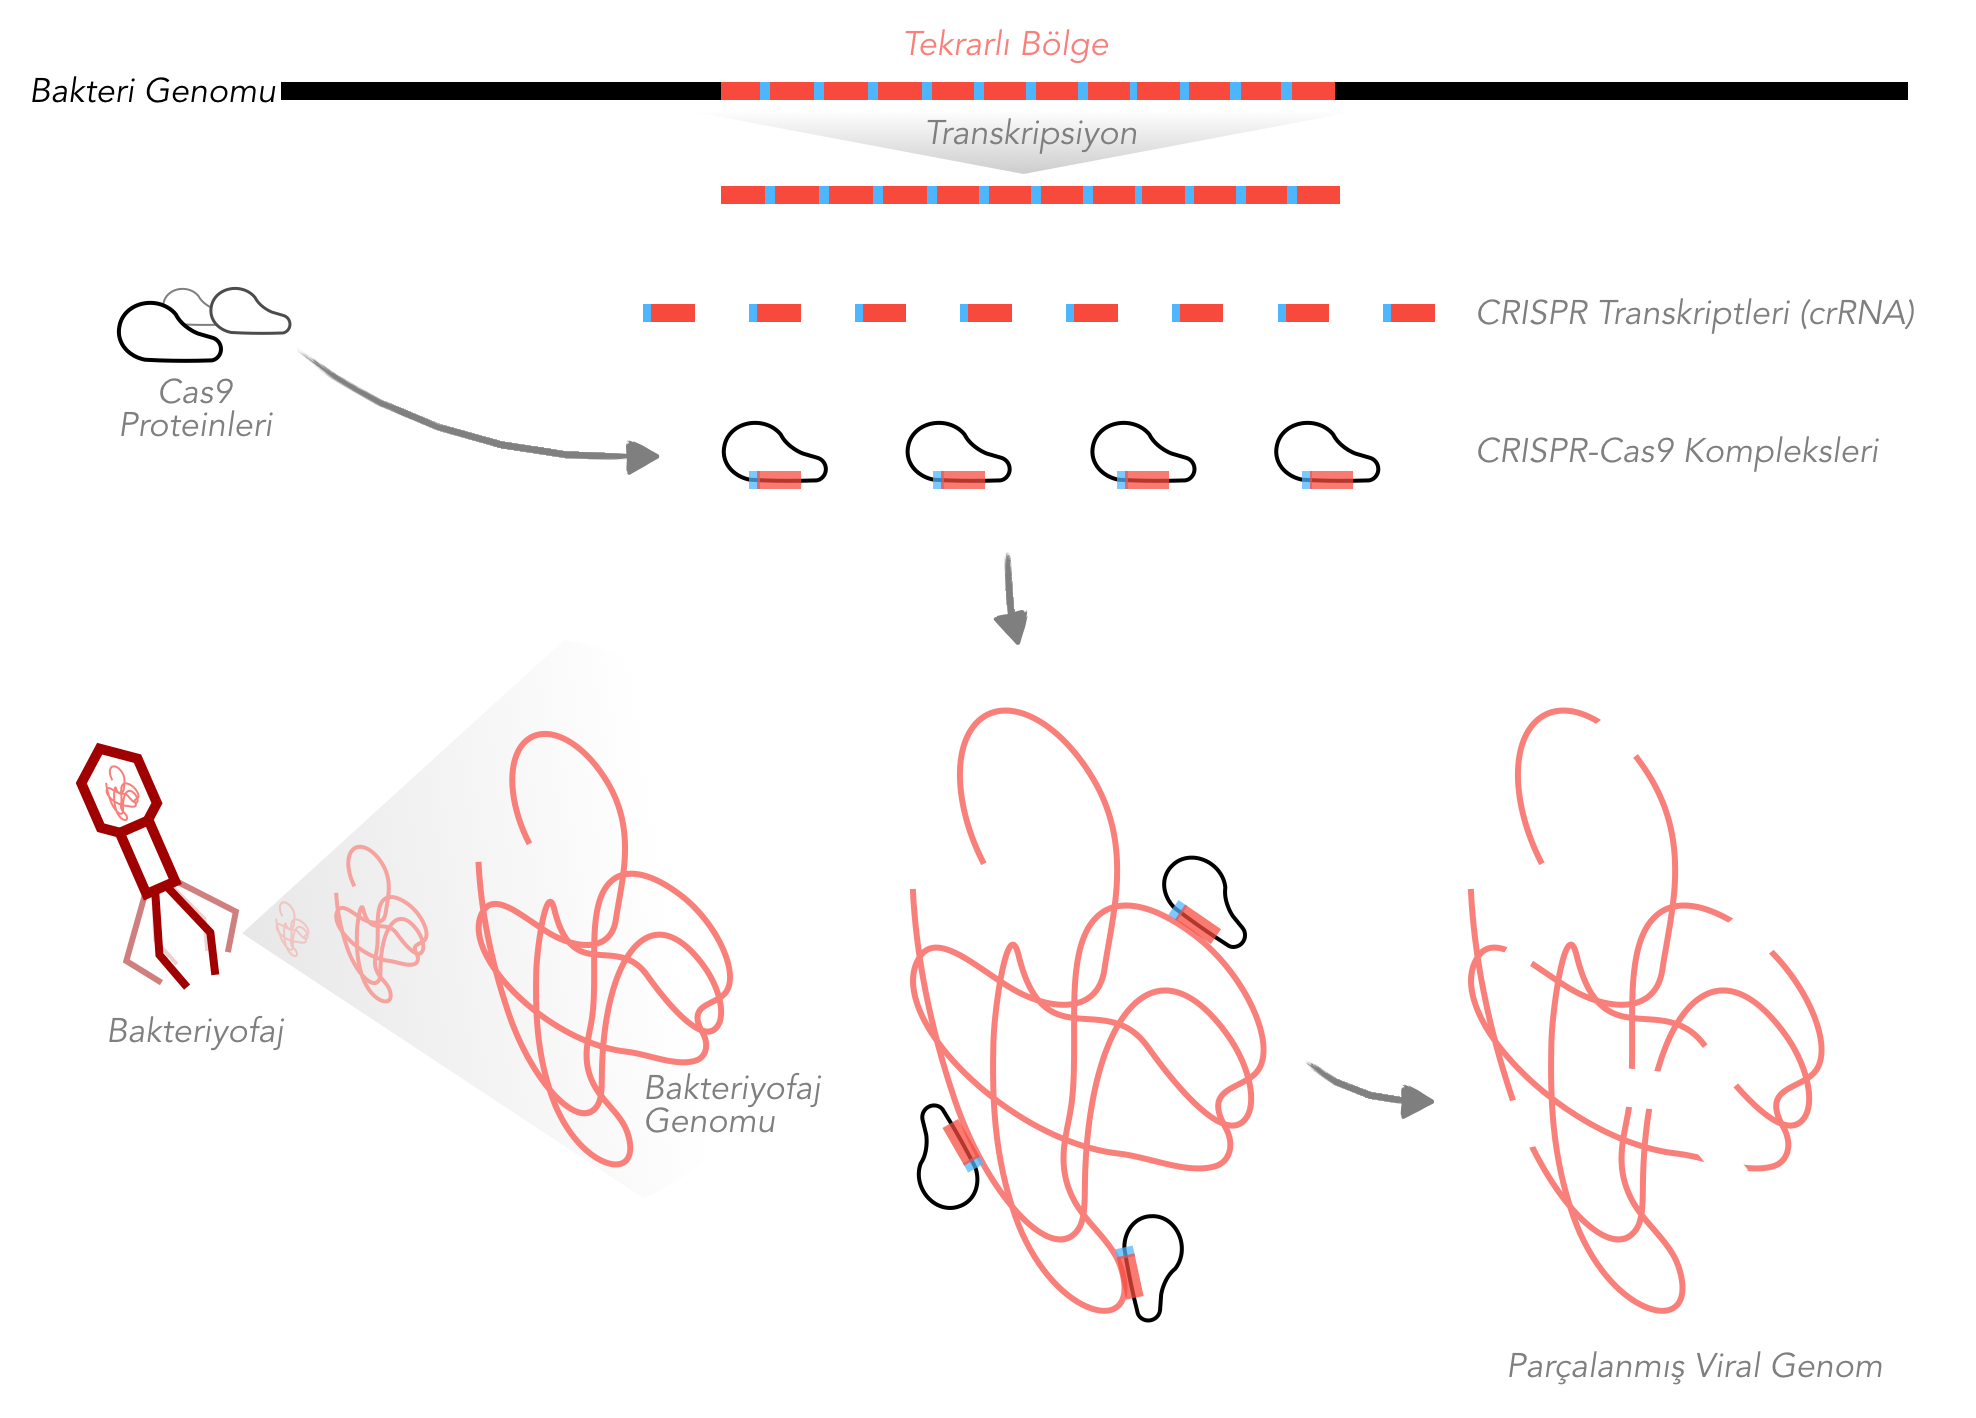 Tekrarlı Bölge
Bakteri Genomu
Transkripsiyon
CRISPR Transkriptleri (crRNA)
Cas9
Proteinleri
CRISPR-Cas9 Kompleksleri
Bakteriyofaj
Bakteriyofaj
Genomu
Parçalanmış Viral Genom